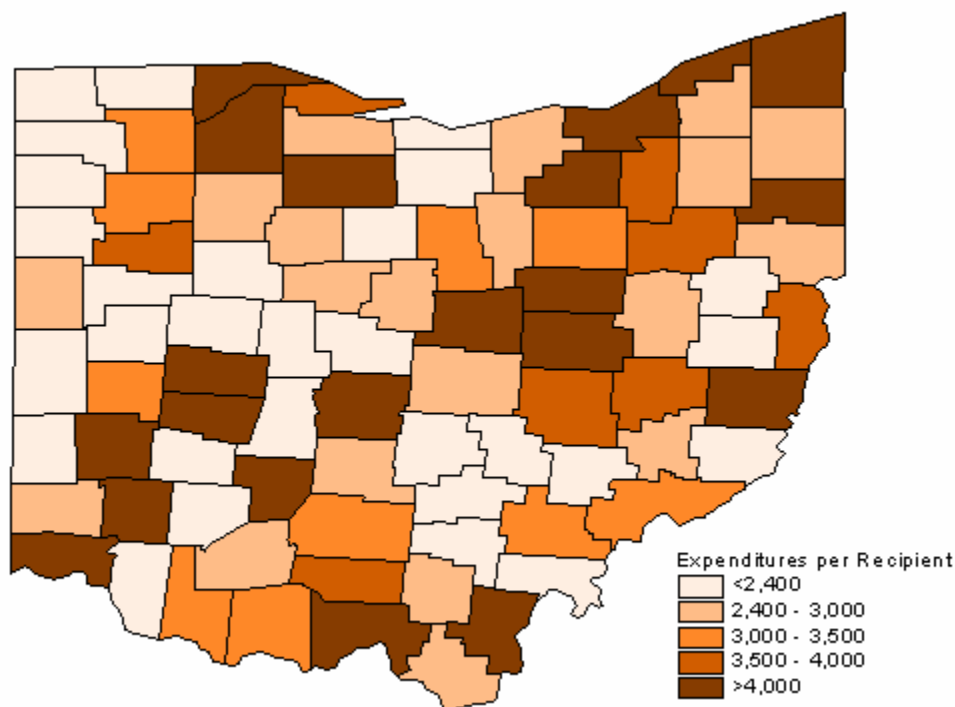 Expenditures per Recipient
<2,400
2,400 - 3,000
3,000 - 3,500
3,500 - 4,000
>4,000